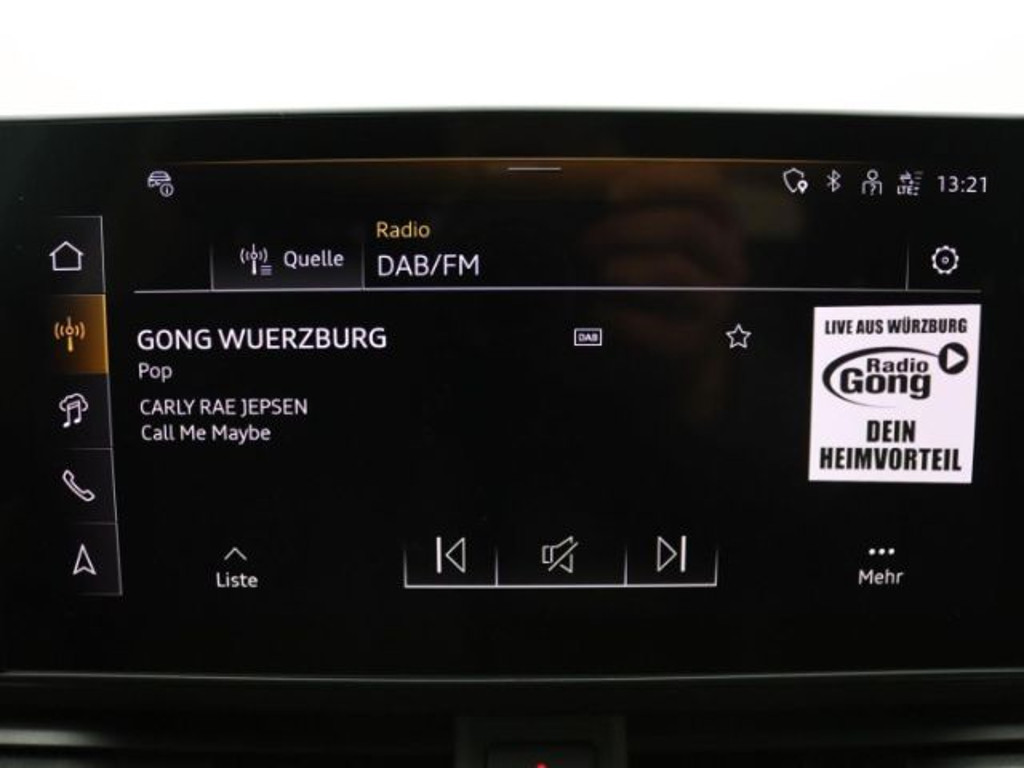 LTE 13:21
Quelle
Radio
DAB/FM
GONG WUERZBURG
DAB
Pop
CARLY RAE JEPSEN
Call Me Maybe
LIVE AUS WÜRZBURG
Radio
Gong
DEIN
HEIMVORTEIL
Liste
Mehr